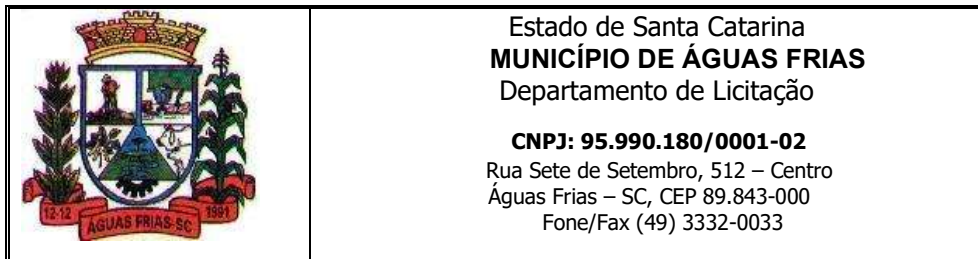 12-12
ÁGUAS FRIAS-SC
1991
Estado de Santa Catarina
MUNICÍPIO DE ÁGUAS FRIAS
Departamento de Licitação
CNPJ: 95.990.180/0001-02
Rua Sete de Setembro, 512 – Centro
Águas Frias – SC, CEP 89.843-000
Fone/Fax (49) 3332-0033